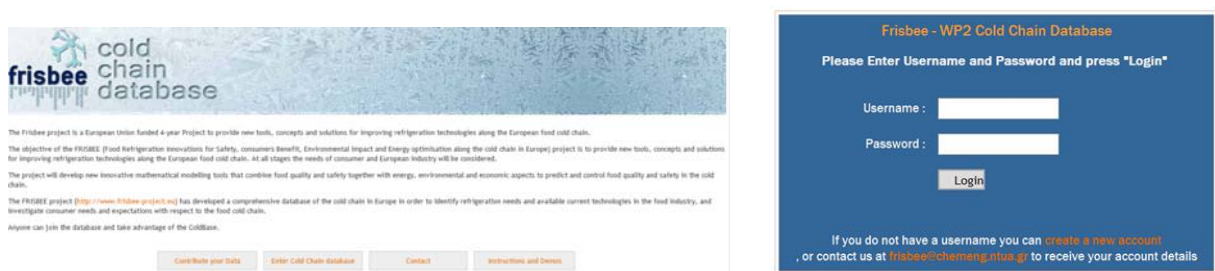 cold
frisbee chain
database
The Frisbee project is a European Union funded 4-year Project to provide new tools, concepts and solutions for improving refrigeration technologies along the European food cold chain.
The objective of the FRISBEE (Food Refrigeration Innovations for Safety, consumers Benefit, Environmental Impact and Energy optimisation along the cold chain in Europe) project is to provide new tools, concepts and solutions
for improving refrigeration technologies along the European food cold chain. At all stages the needs of consumer and European industry will be considered.
The project will develop new innovative mathematical modelling tools that combine food quality and safety together with energy, environmental and economic aspects to predict and control food quality and safety in the cold
chain.
The FRISBEE project (http://www.frisbee-project.eu) has developed a comprehensive database of the cold chain in Europe in order to identify refrigeration needs and available current technologies in the food industry, and
investigate consumer needs and expectations with respect to the food cold chain.
Anyone can join the database and take advantage of the ColdBase.
Contribute your Data Enter Cold Chain database Contact Instructions and Demos
Frisbee - WP2 Cold Chain Database
Please Enter Username and Password and press "Login"
Username :
Password :
Login
If you do not have a username you can create a new account
, or contact us at frisbee@chemeng.ntua.gr to receive your account details